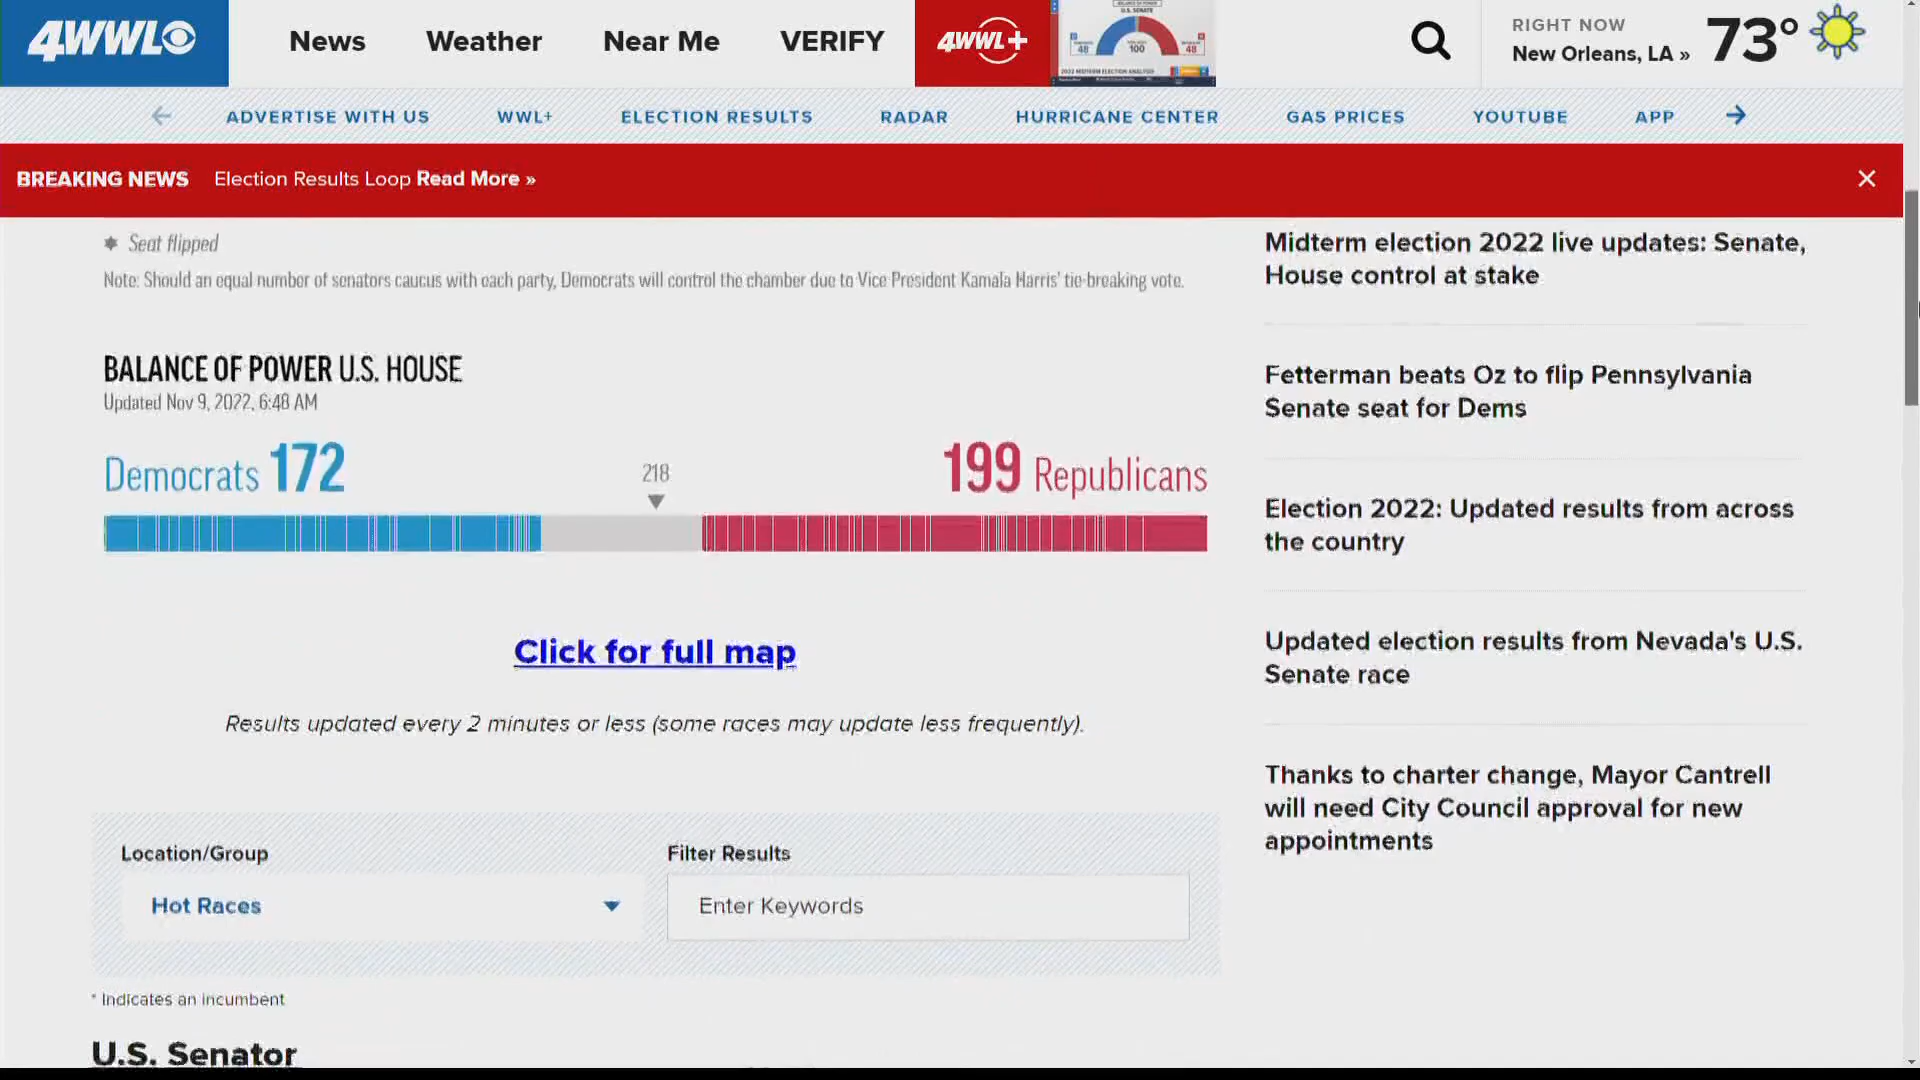 4WWL
News
Weather
Near Me
VERIFY
4WWL+
U.S. SENATE
48
100
48
2022 MIDTERM ELECTION ANALYSIS
RIGHT NOW
New Orleans, LA »
73°
ADVERTISE WITH US
WWL+
ELECTION RESULTS
RADAR
HURRICANE CENTER
GAS PRICES
YOUTUBE
APP
BREAKING NEWS Election Results Loop Read More »
Seat flipped
Note: Should an equal number of senators caucus with each party, Democrats will control the chamber due to Vice President Kamala Harris' tie-breaking vote.
BALANCE OF POWER U.S. HOUSE
Updated Nov 9, 2022, 6:48 AM
Democrats 172
218
199 Republicans
Click for full map
Results updated every 2 minutes or less (some races may update less frequently).
Location/Group
Hot Races
Filter Results
Enter Keywords
* Indicates an incumbent
U.S. Senator
Midterm election 2022 live updates: Senate,
House control at stake
Fetterman beats Oz to flip Pennsylvania
Senate seat for Dems
Election 2022: Updated results from across
the country
Updated election results from Nevada's U.S.
Senate race
Thanks to charter change, Mayor Cantrell
will need City Council approval for new
appointments